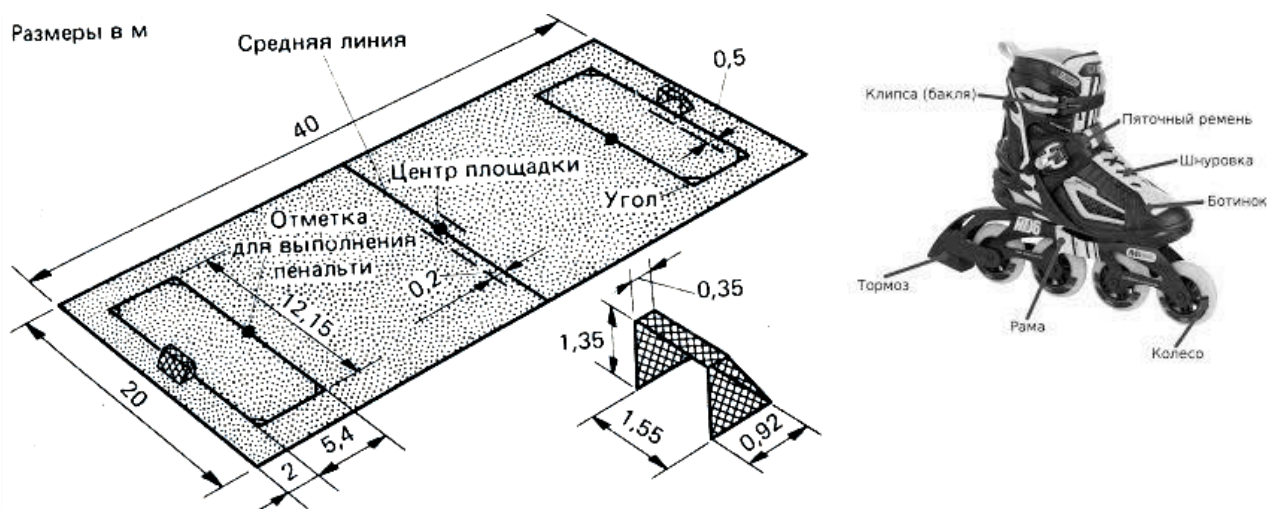 Размеры в м
Средняя линия
0,5
40
Центр площадки
Угол
Отметка
для выполнения
пенальти
0,2
12,15
20
2
5,4
0,35
1,35
1,55
0,92
Клипса (бакля)
Пяточный ремень
Шнуровка
Ботинок
Тормоз
Рама
Колесо